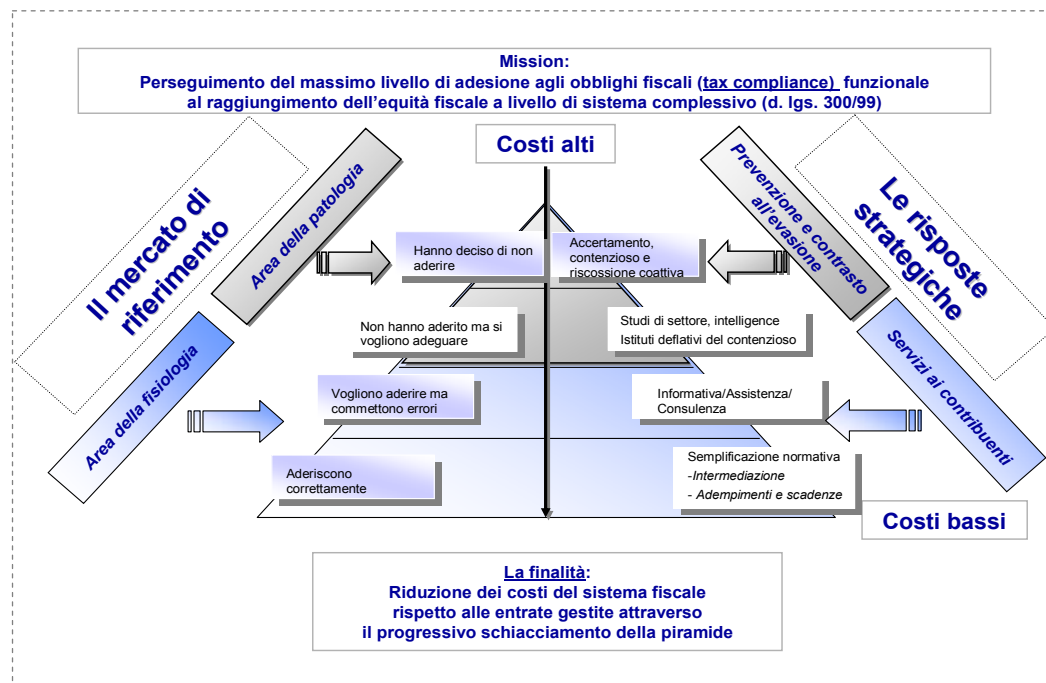 Mission:
Perseguimento del massimo livello di adesione agli obblighi fiscali (tax compliance) funzionale
al raggiungimento dell'equità fiscale a livello di sistema complessivo (d. lgs. 300/99)
Il mercato di
riferimento
Area della patologia
Area della fisiologia
Costi alti
Prevenzione e contrasto
all'evasione
Le risposte
strategiche
Servizi ai contribuenti
Hanno deciso di non
aderire
Accertamento,
contenzioso e
riscossione coattiva
Non hanno aderito ma si
vogliono adeguare
Studi di settore, intelligence
Istituti deflativi del contenzioso
Vogliono aderire ma
commettono errori
Informativa/Assistenza/
Consulenza
Aderiscono
correttamente
Semplificazione normativa
-Intermediazione
- Adempimenti e scadenze
Costi bassi
La finalità:
Riduzione dei costi del sistema fiscale
rispetto alle entrate gestite attraverso
il progressivo schiacciamento della piramide